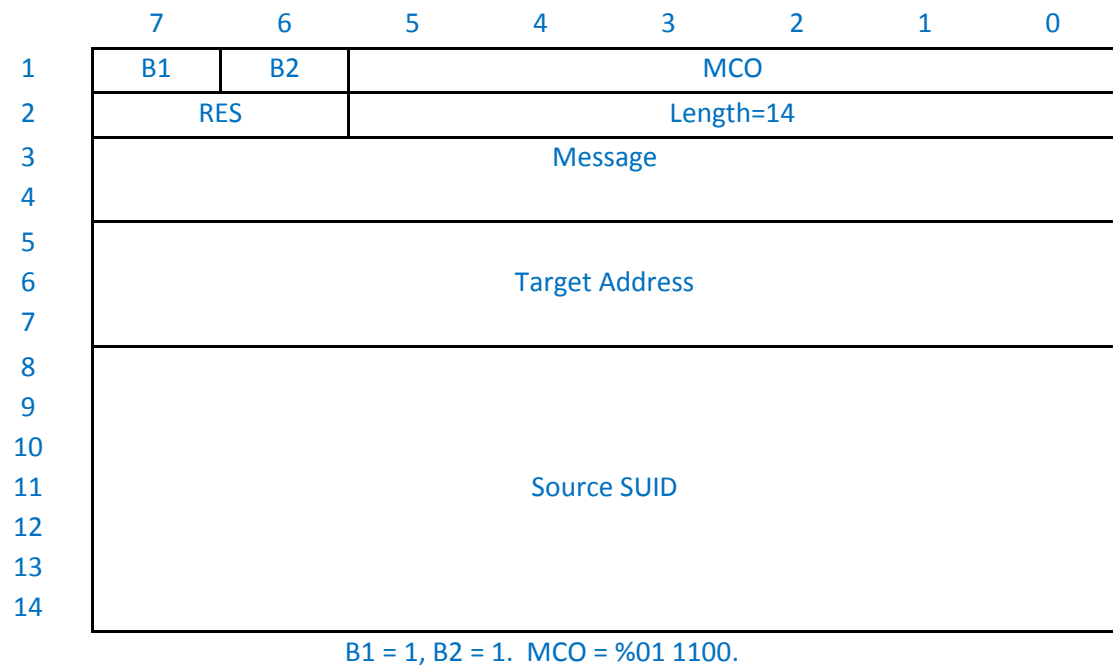 7 6 5 4 3 2 1 0
1 B1 B2 MCO
2 RES Length=14
3 Message
4
5
6 Target Address
7
8
9
10
11 Source SUID
12
13
14
B1 = 1, B2 = 1.  MCO = %01 1100.